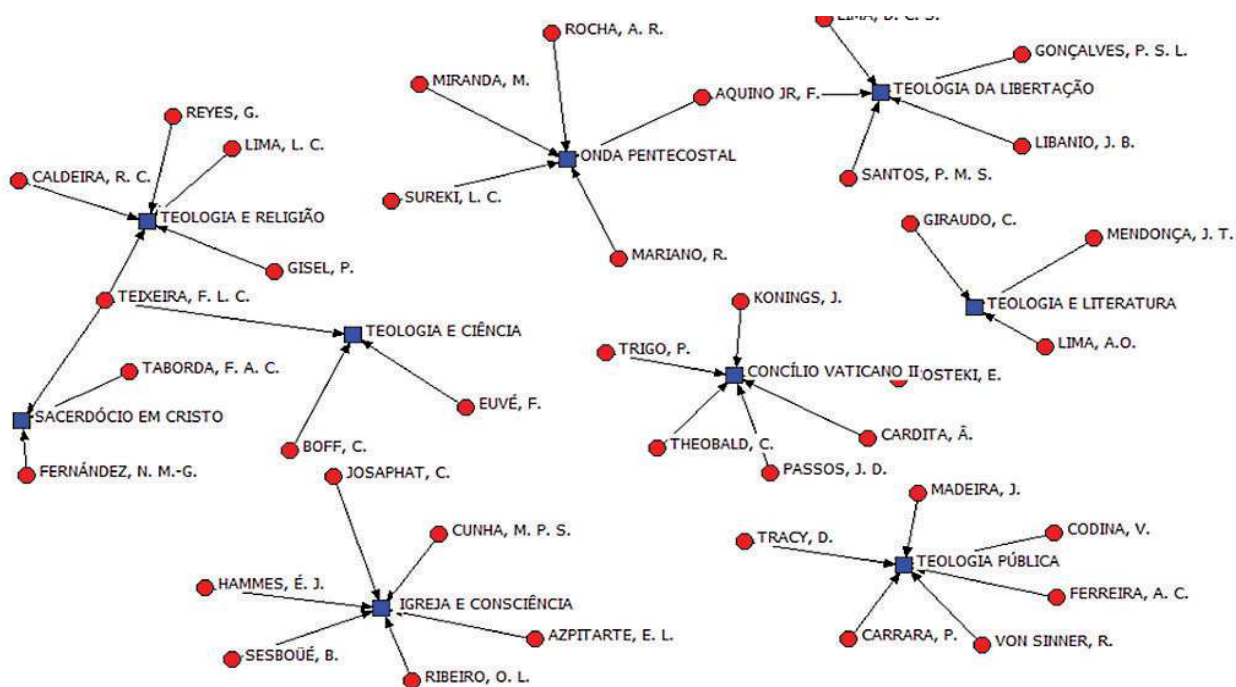 LIMA, D. C. S.
ROCHA, A. R.
GONÇALVES, P. S. L.
MIRANDA, M.
AQUINO JR, F.
TEOLOGIA DA LIBERTAÇÃO
REYES, G.
LIMA, L. C.
LIBANIO, J. B.
ONDA PENTECOSTAL
CALDEIRA, R. C.
SANTOS, P. M. S.
SUREKI, L. C.
TEOLOGIA E RELIGIÃO
GIRAUDO, C.
MENDONÇA, J. T.
MARIANO, R.
GISEL, P.
TEIXEIRA, F. L. C.
KONINGS, J.
TEOLOGIA E LITERATURA
TEOLOGIA E CIÊNCIA
LIMA, A.O.
TRIGO, P.
TABORDA, F. A. C.
CONCÍLIO VATICANO II
OSTEKI, E.
EUVÉ, F.
SACERDÓCIO EM CRISTO
CARDITA, Ã.
BOFF, C.
THEOBALD, C.
FERNÁNDEZ, N. M.-G.
JOSAPHAT, C.
PASSOS, J. D.
MADEIRA, J.
CUNHA, M. P. S.
TRACY, D.
CODINA, V.
TEOLOGIA PÚBLICA
HAMMES, É. J.
FERREIRA, A. C.
IGREJA E CONSCIÊNCIA
AZPITARTE, E. L.
CARRARA, P.
VON SINNER, R.
SESBOÜÉ, B.
RIBEIRO, O. L.